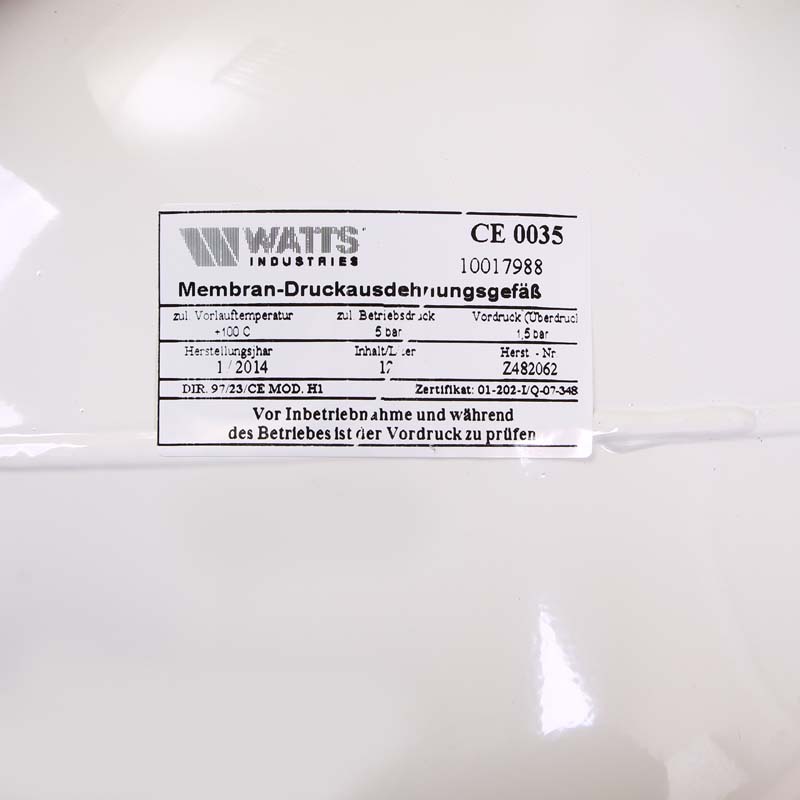 WATTS
INDUSTRIES
CE 0035
10017988
Membran-Druckausdehnungsgefäß
zul. Vorlauftemperatur zul. Betriebsdruck Vordruck (Überdruck
+100 C 5 bar 1,5 bar
Herstellungsjhar Inhalt/Liter Herst - Nr
1 / 2014 Z482062
DIR. 97/23/CE MOD. H1 Zertifikat: 01-202-I/Q-07-348
Vor Inbetriebnahme und während
des Betriebes ist der Vordruck zu prüfen